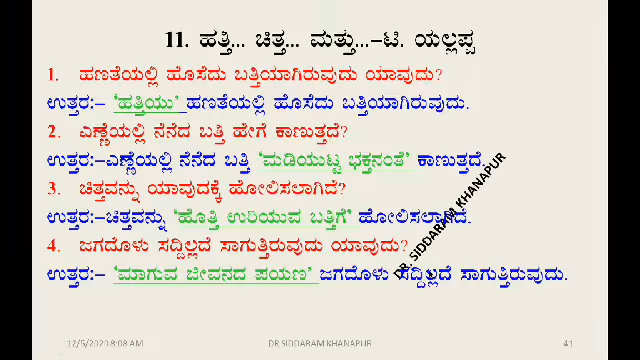 11. ಹತ್ತಿ... ಚಿತ್ತ... ಮತ್ತು...–ಟಿ. ಯಲ್ಲಪ್ಪ
1. ಹಣತೆಯಲ್ಲಿ ಹೊಸೆದು ಬತ್ತಿಯಾಗಿರುವುದು ಯಾವುದು?
ಉತ್ತರ:– 'ಹತ್ತಿಯು' ಹಣತೆಯಲ್ಲಿ ಹೊಸೆದು ಬತ್ತಿಯಾಗಿರುವುದು.
2. ಎಣ್ಣೆಯಲ್ಲಿ ನೆನೆದ ಬತ್ತಿ ಹೇಗೆ ಕಾಣುತ್ತದೆ?
ಉತ್ತರ:–ಎಣ್ಣೆಯಲ್ಲಿ ನೆನೆದ ಬತ್ತಿ 'ಮಡಿಯುಟ್ಟ ಭಕ್ತನಂತೆ' ಕಾಣುತ್ತದೆ.
3. ಚಿತ್ತವನ್ನು ಯಾವುದಕ್ಕೆ ಹೋಲಿಸಲಾಗಿದೆ?
ಉತ್ತರ:–ಚಿತ್ತವನ್ನು 'ಹೊತ್ತಿ ಉರಿಯುವ ಬತ್ತಿಗೆ' ಹೋಲಿಸಲಾಗಿದೆ.
4. ಜಗದೊಳು ಸದ್ದಿಲ್ಲದೆ ಸಾಗುತ್ತಿರುವುದು ಯಾವುದು?
ಉತ್ತರ:– 'ಮಾಗುವ ಜೀವನದ ಪಯಣ' ಜಗದೊಳು ಸದ್ದಿಲ್ಲದೆ ಸಾಗುತ್ತಿರುವುದು.
DR. SIDDARAM KHANAPUR
12/5/2020 8:08 AM
DR SIDDARAM KHANAPUR
41